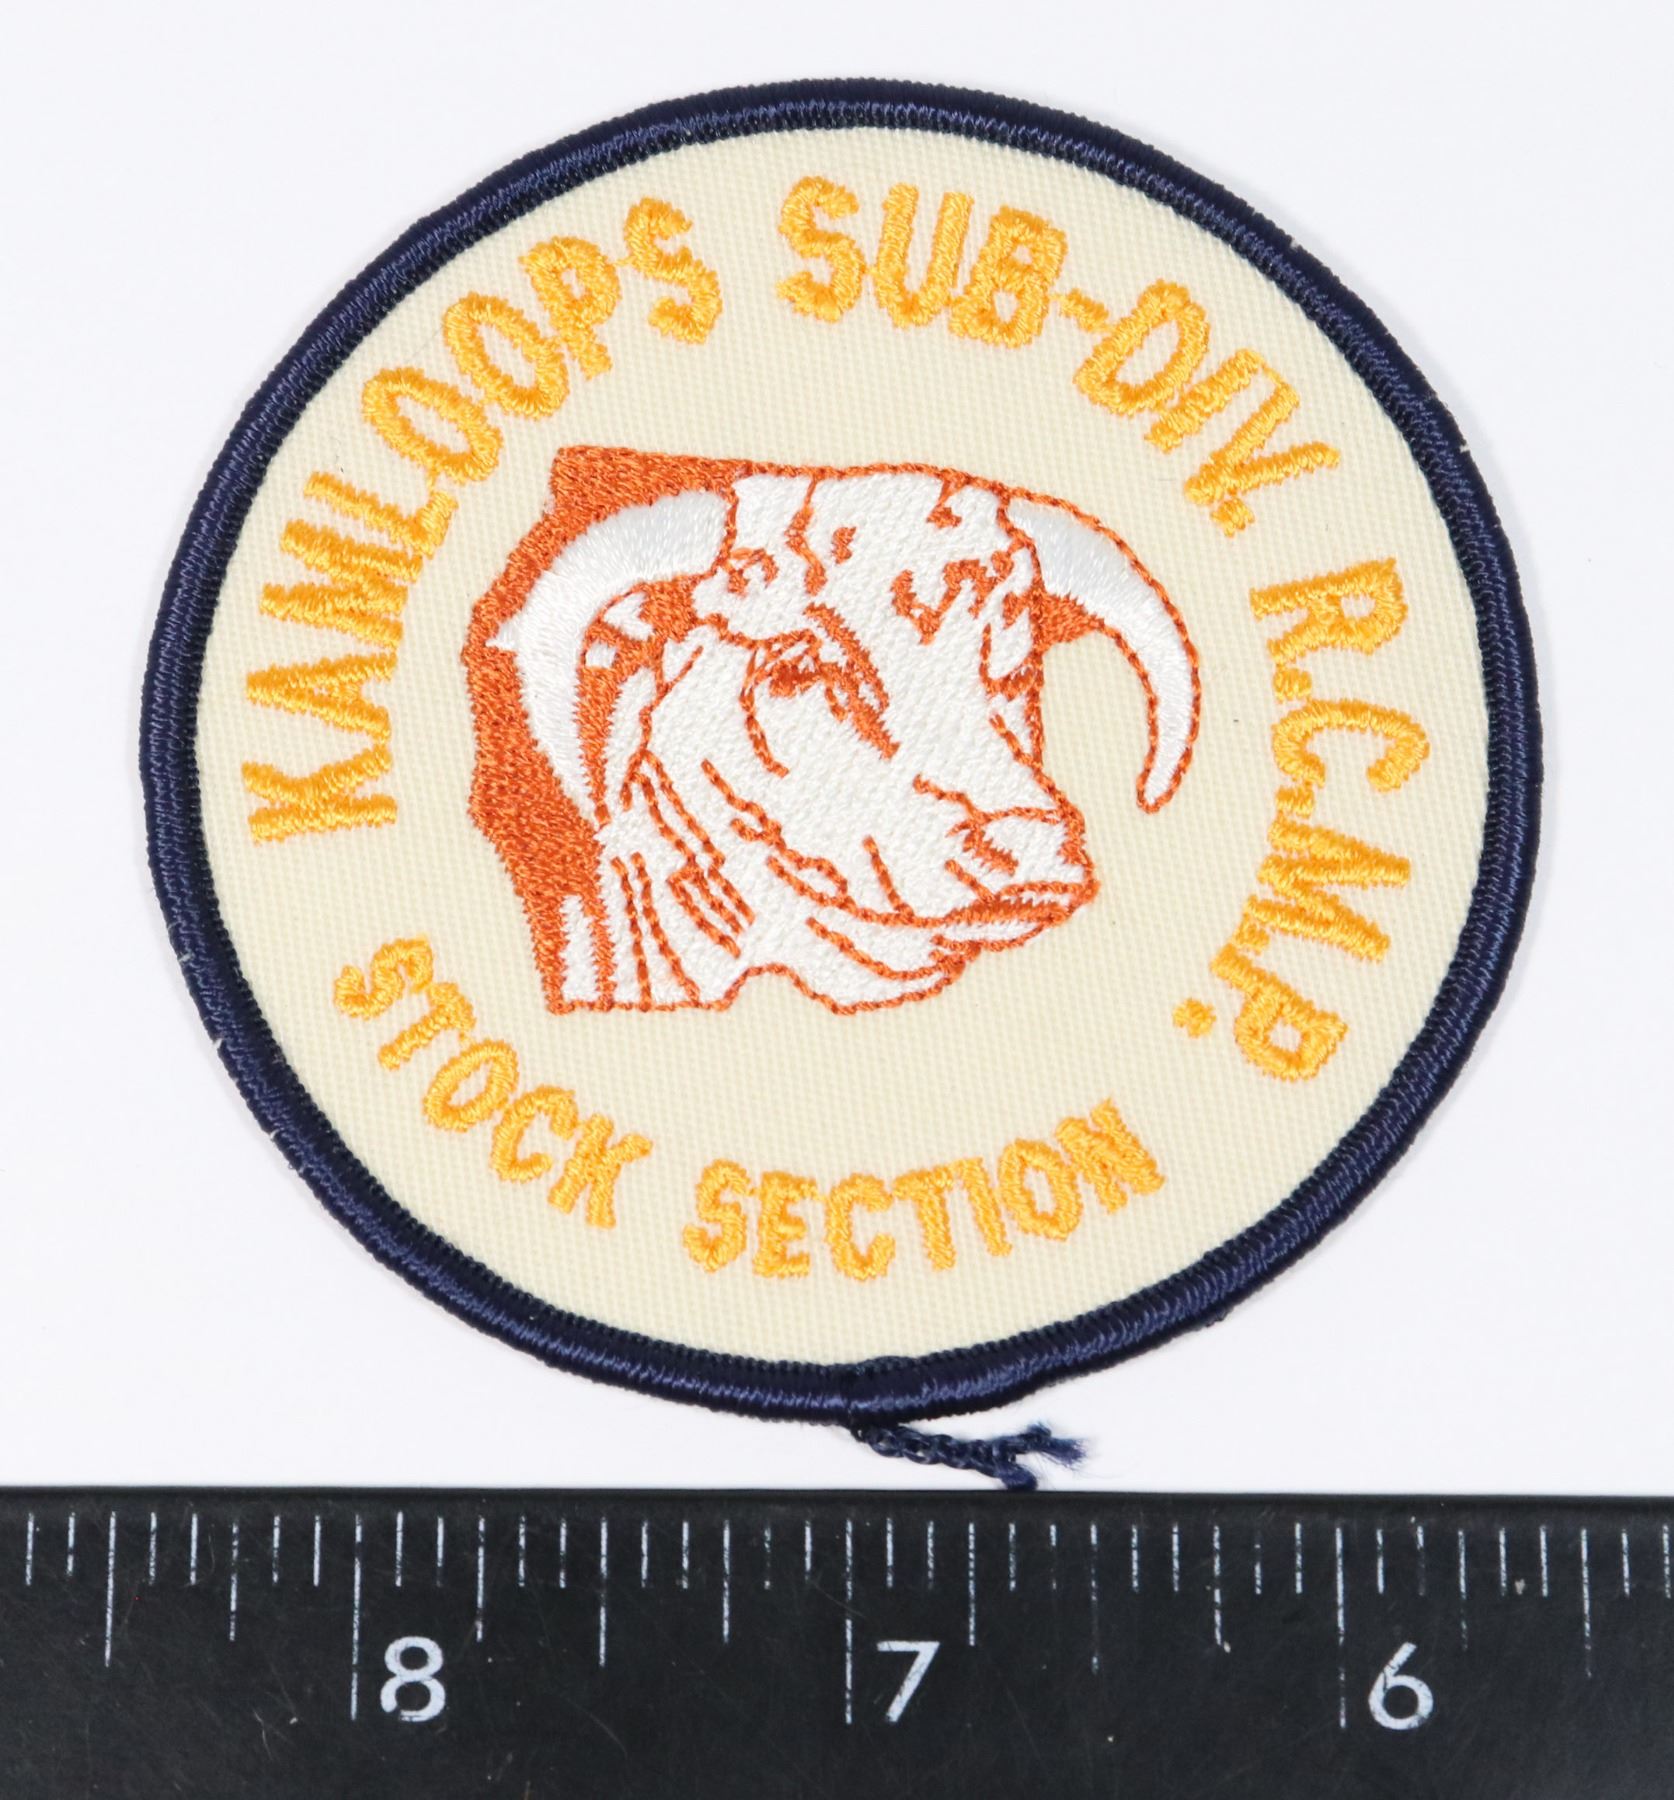 KAMLOOPS SUB-DIV. R.C.M.P.
STOCK SECTION
8 7 6